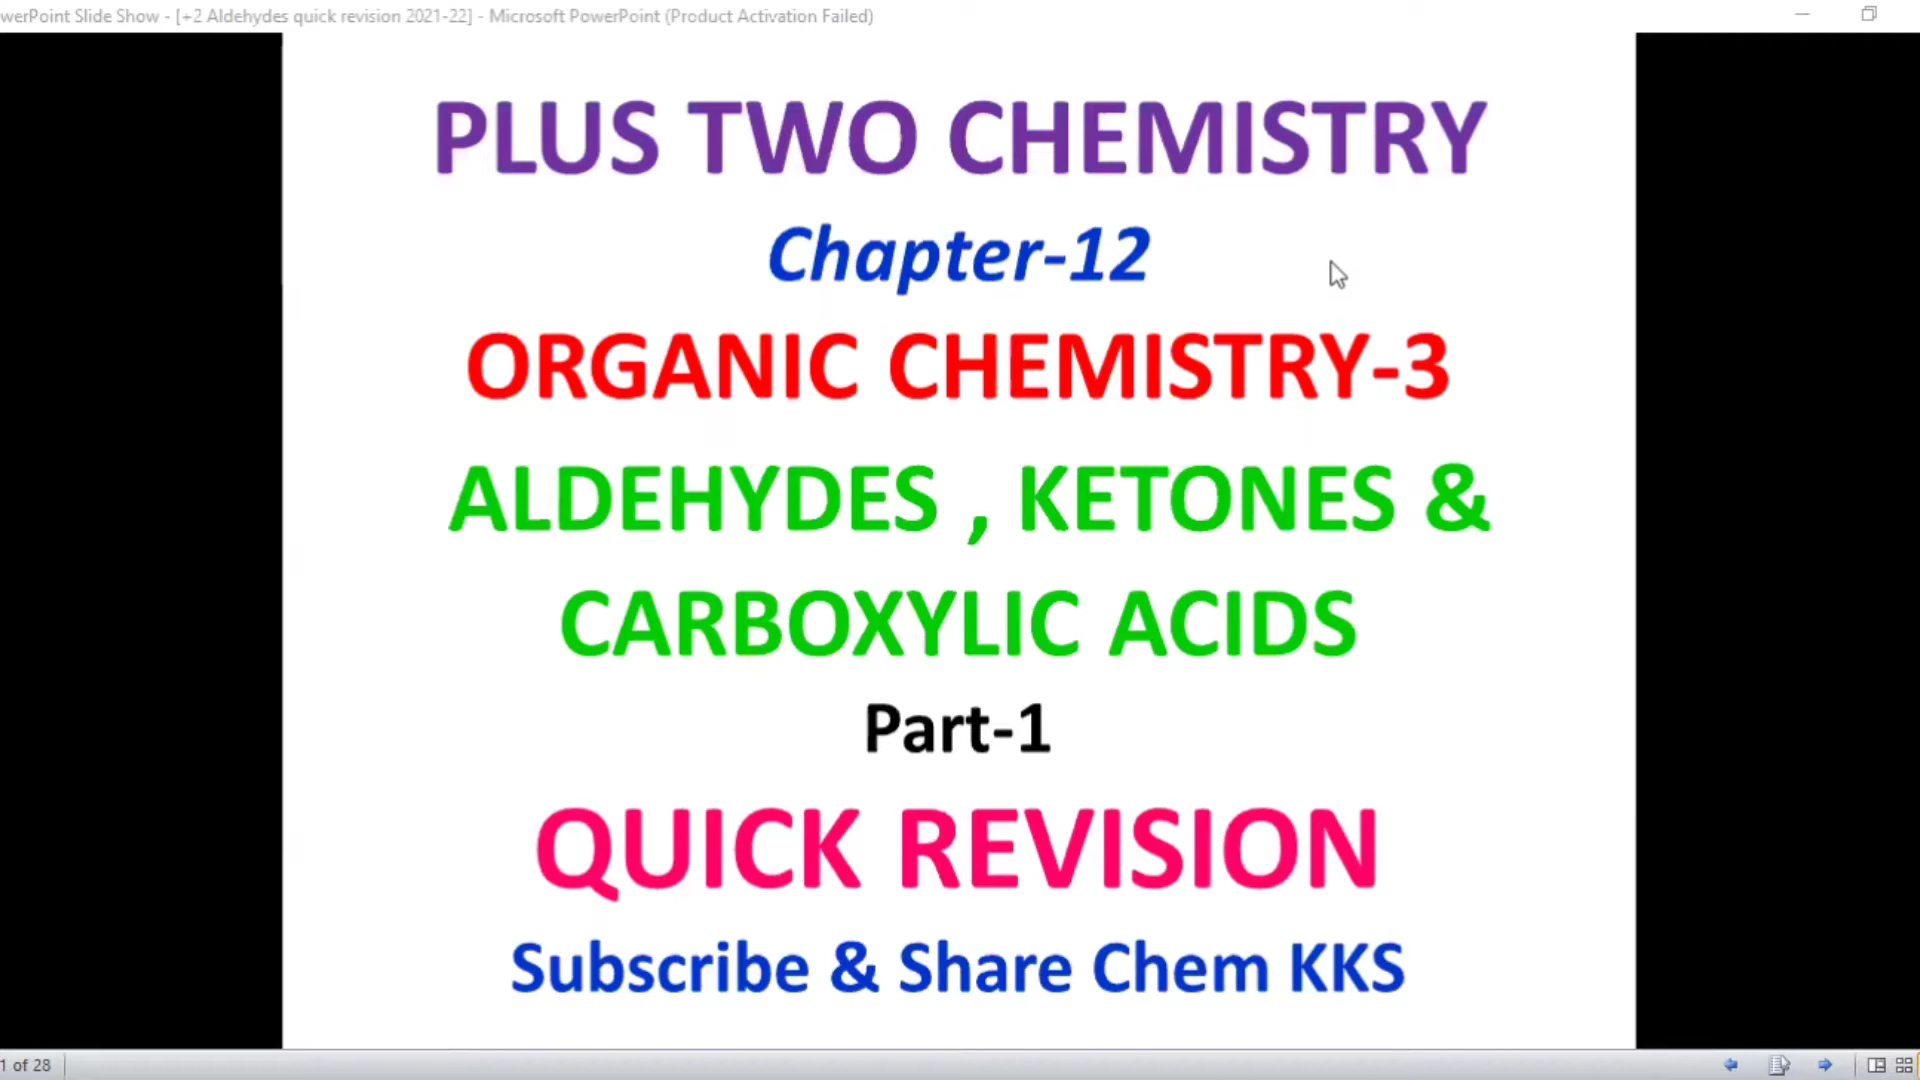 werPoint Slide Show - [+2 Aldehydes quick revision 2021-22] - Microsoft PowerPoint (Product Activation Failed)
PLUS TWO CHEMISTRY
Chapter-12
ORGANIC CHEMISTRY-3
ALDEHYDES , KETONES &
CARBOXYLIC ACIDS
Part-1
QUICK REVISION
Subscribe & Share Chem KKS
1 of 28